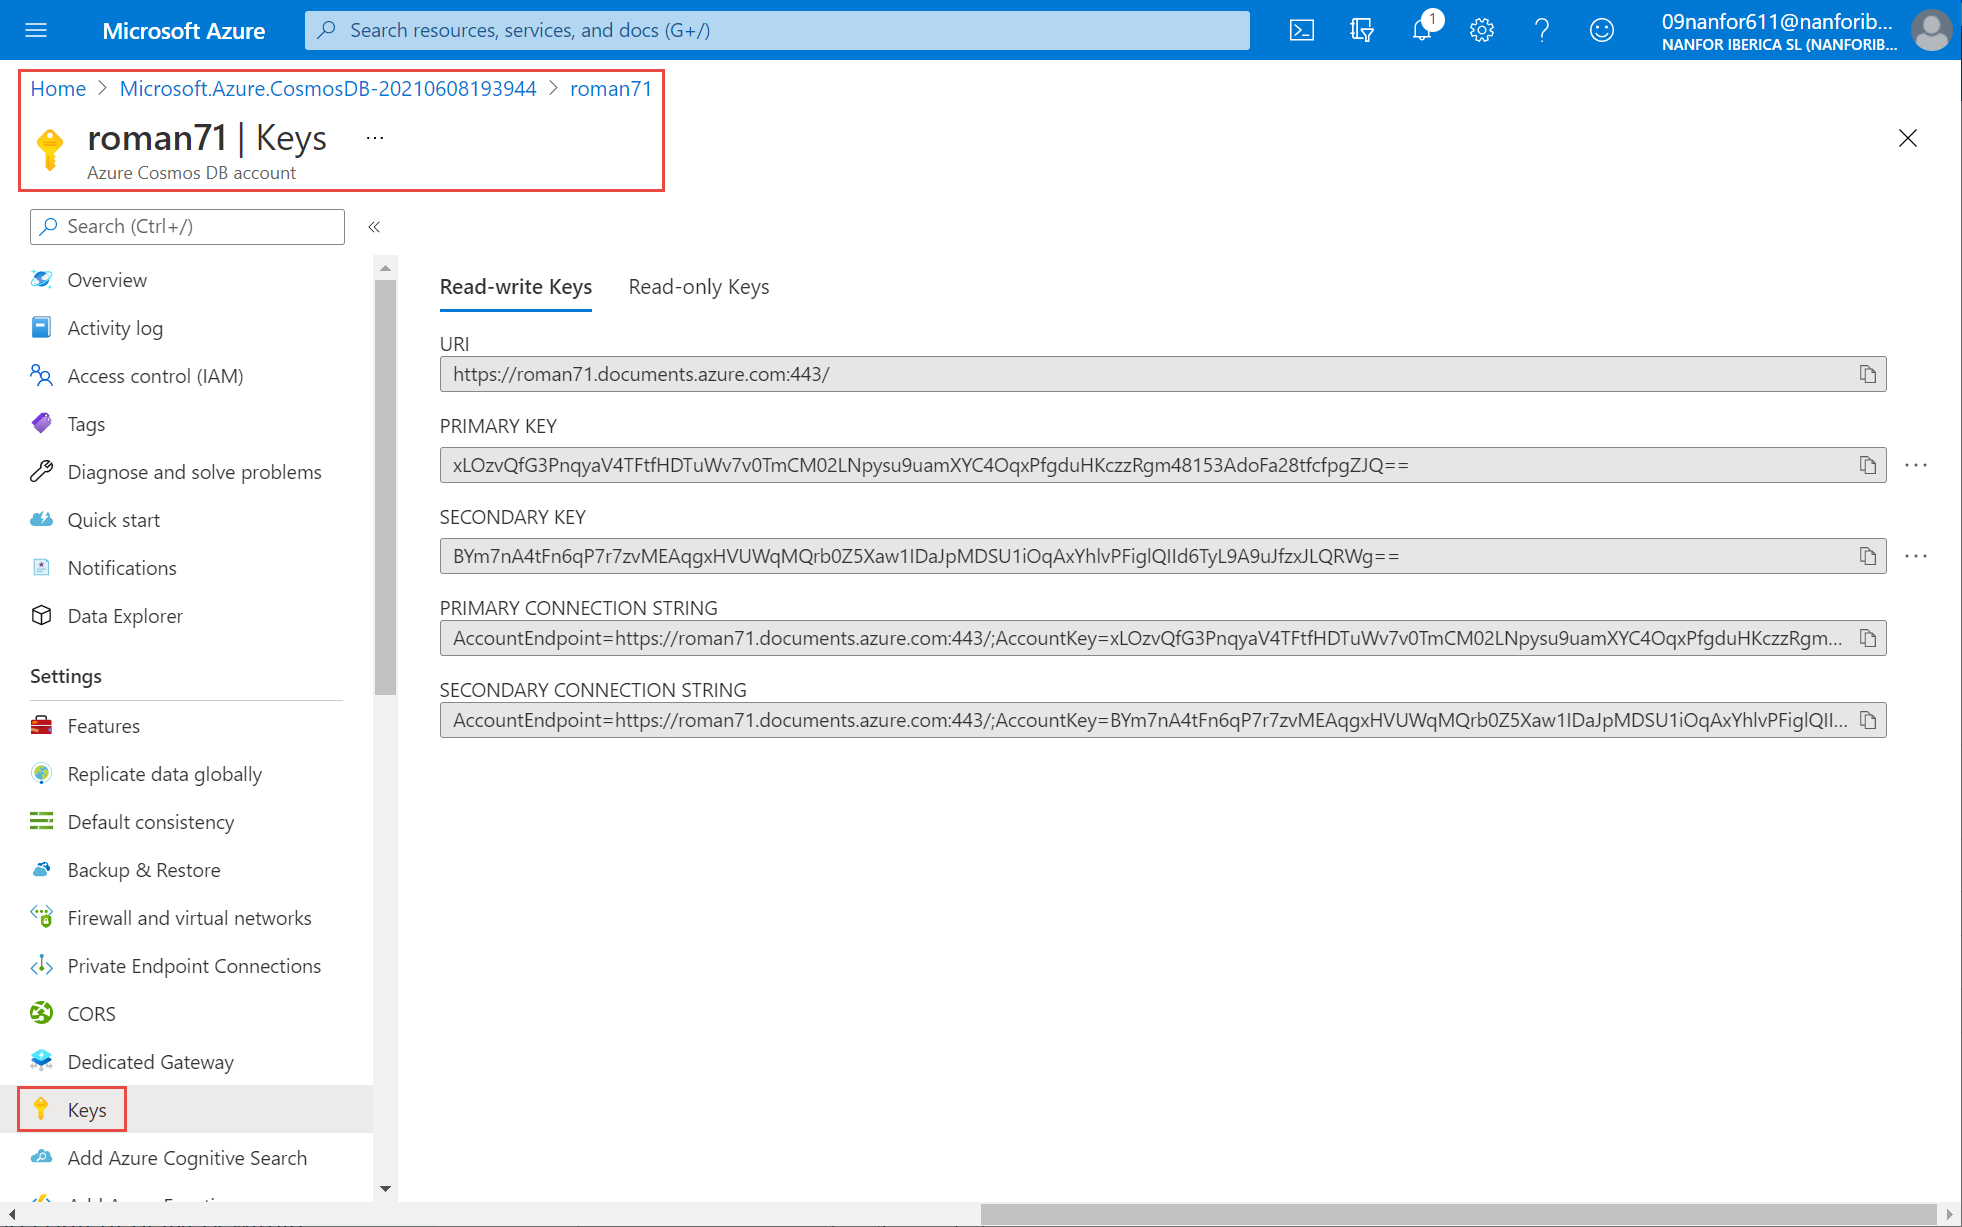 Microsoft Azure
Search resources, services, and docs (G+/)
1
09nanfor611@nanforib...
NANFOR IBERICA SL (NANFORIB...
Home > Microsoft.Azure.CosmosDB-20210608193944 > roman71
roman71 | Keys ...
Azure Cosmos DB account
Search (Ctrl+/)
«
Overview
Activity log
Access control (IAM)
Tags
Diagnose and solve problems
Quick start
Notifications
Data Explorer
Settings
Features
Replicate data globally
Default consistency
Backup & Restore
Firewall and virtual networks
Private Endpoint Connections
CORS
Dedicated Gateway
Keys
Add Azure Cognitive Search
Read-write Keys
Read-only Keys
URI
https://roman71.documents.azure.com:443/
PRIMARY KEY
xLOzvQfG3PnqyaV4TFtfHDTuWv7v0TmCM02LNpysu9uamXYC4OqxPfgduHKczzRgm48153AdoFa28tfcfpgZJQ==
SECONDARY KEY
BYm7nA4tFn6qP7r7zvMEAqgxHVUWqMQrb0Z5Xaw1IDaJpMDSU1iOqAxYhlvPFiglQIId6TyL9A9uJfzxJLQRWg==
PRIMARY CONNECTION STRING
AccountEndpoint=https://roman71.documents.azure.com:443/;AccountKey=xLOzvQfG3PnqyaV4TFtfHDTuWv7v0TmCM02LNpysu9uamXYC4OqxPfgduHKczzRgm...
SECONDARY CONNECTION STRING
AccountEndpoint=https://roman71.documents.azure.com:443/;AccountKey=BYm7nA4tFn6qP7r7zvMEAqgxHVUWqMQrb0Z5Xaw1IDaJpMDSU1iOqAxYhlvPFiglQII...